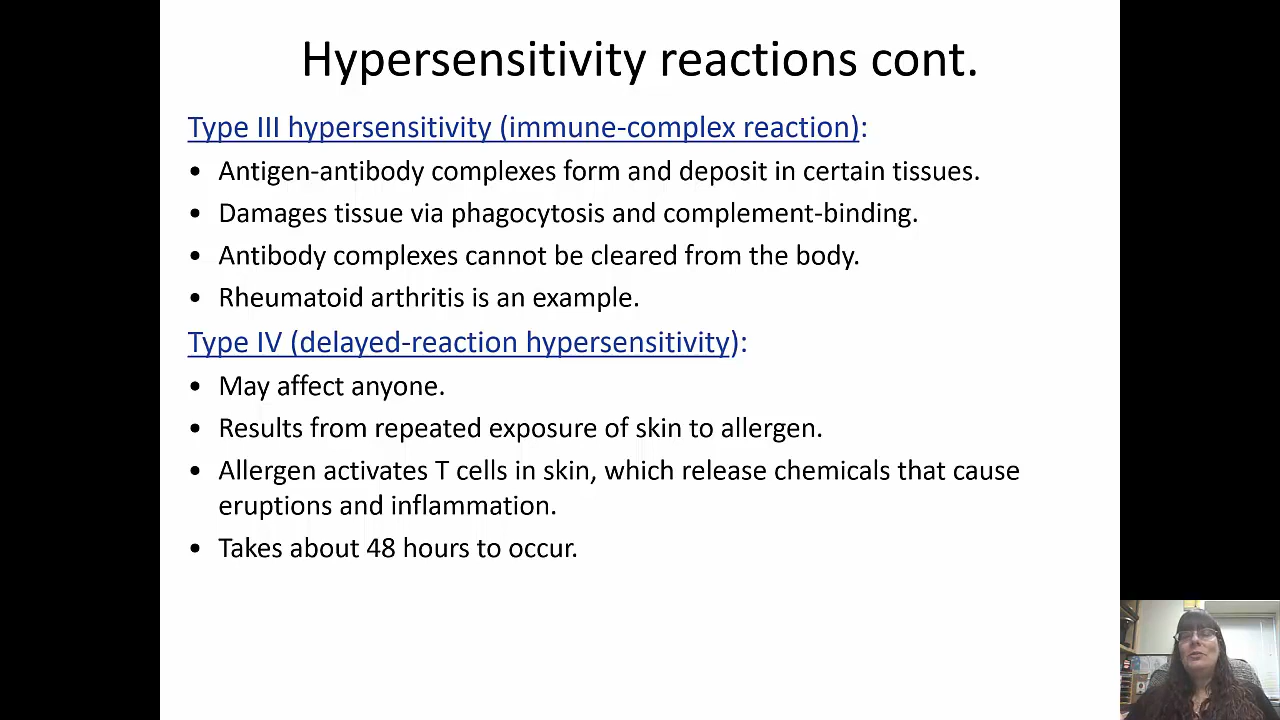 Hypersensitivity reactions cont.
Type III hypersensitivity (immune-complex reaction):
• Antigen-antibody complexes form and deposit in certain tissues.
• Damages tissue via phagocytosis and complement-binding.
• Antibody complexes cannot be cleared from the body.
• Rheumatoid arthritis is an example.
Type IV (delayed-reaction hypersensitivity):
• May affect anyone.
• Results from repeated exposure of skin to allergen.
• Allergen activates T cells in skin, which release chemicals that cause
eruptions and inflammation.
• Takes about 48 hours to occur.